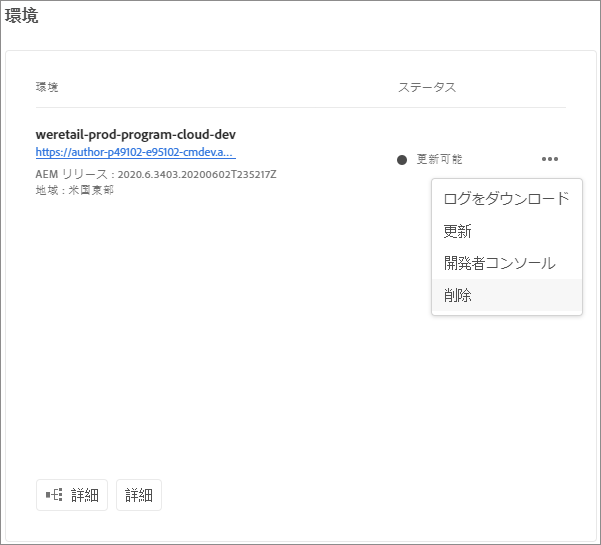 環境
環境 ステータス
weretail-prod-program-cloud-dev
https://author-p49102-e95102-cmdev.a...
更新可能
AEM リリース : 2020.6.3403.20200602T235217Z
地域 : 米国東部
ログをダウンロード
更新
開発者コンソール
削除
詳細 詳細